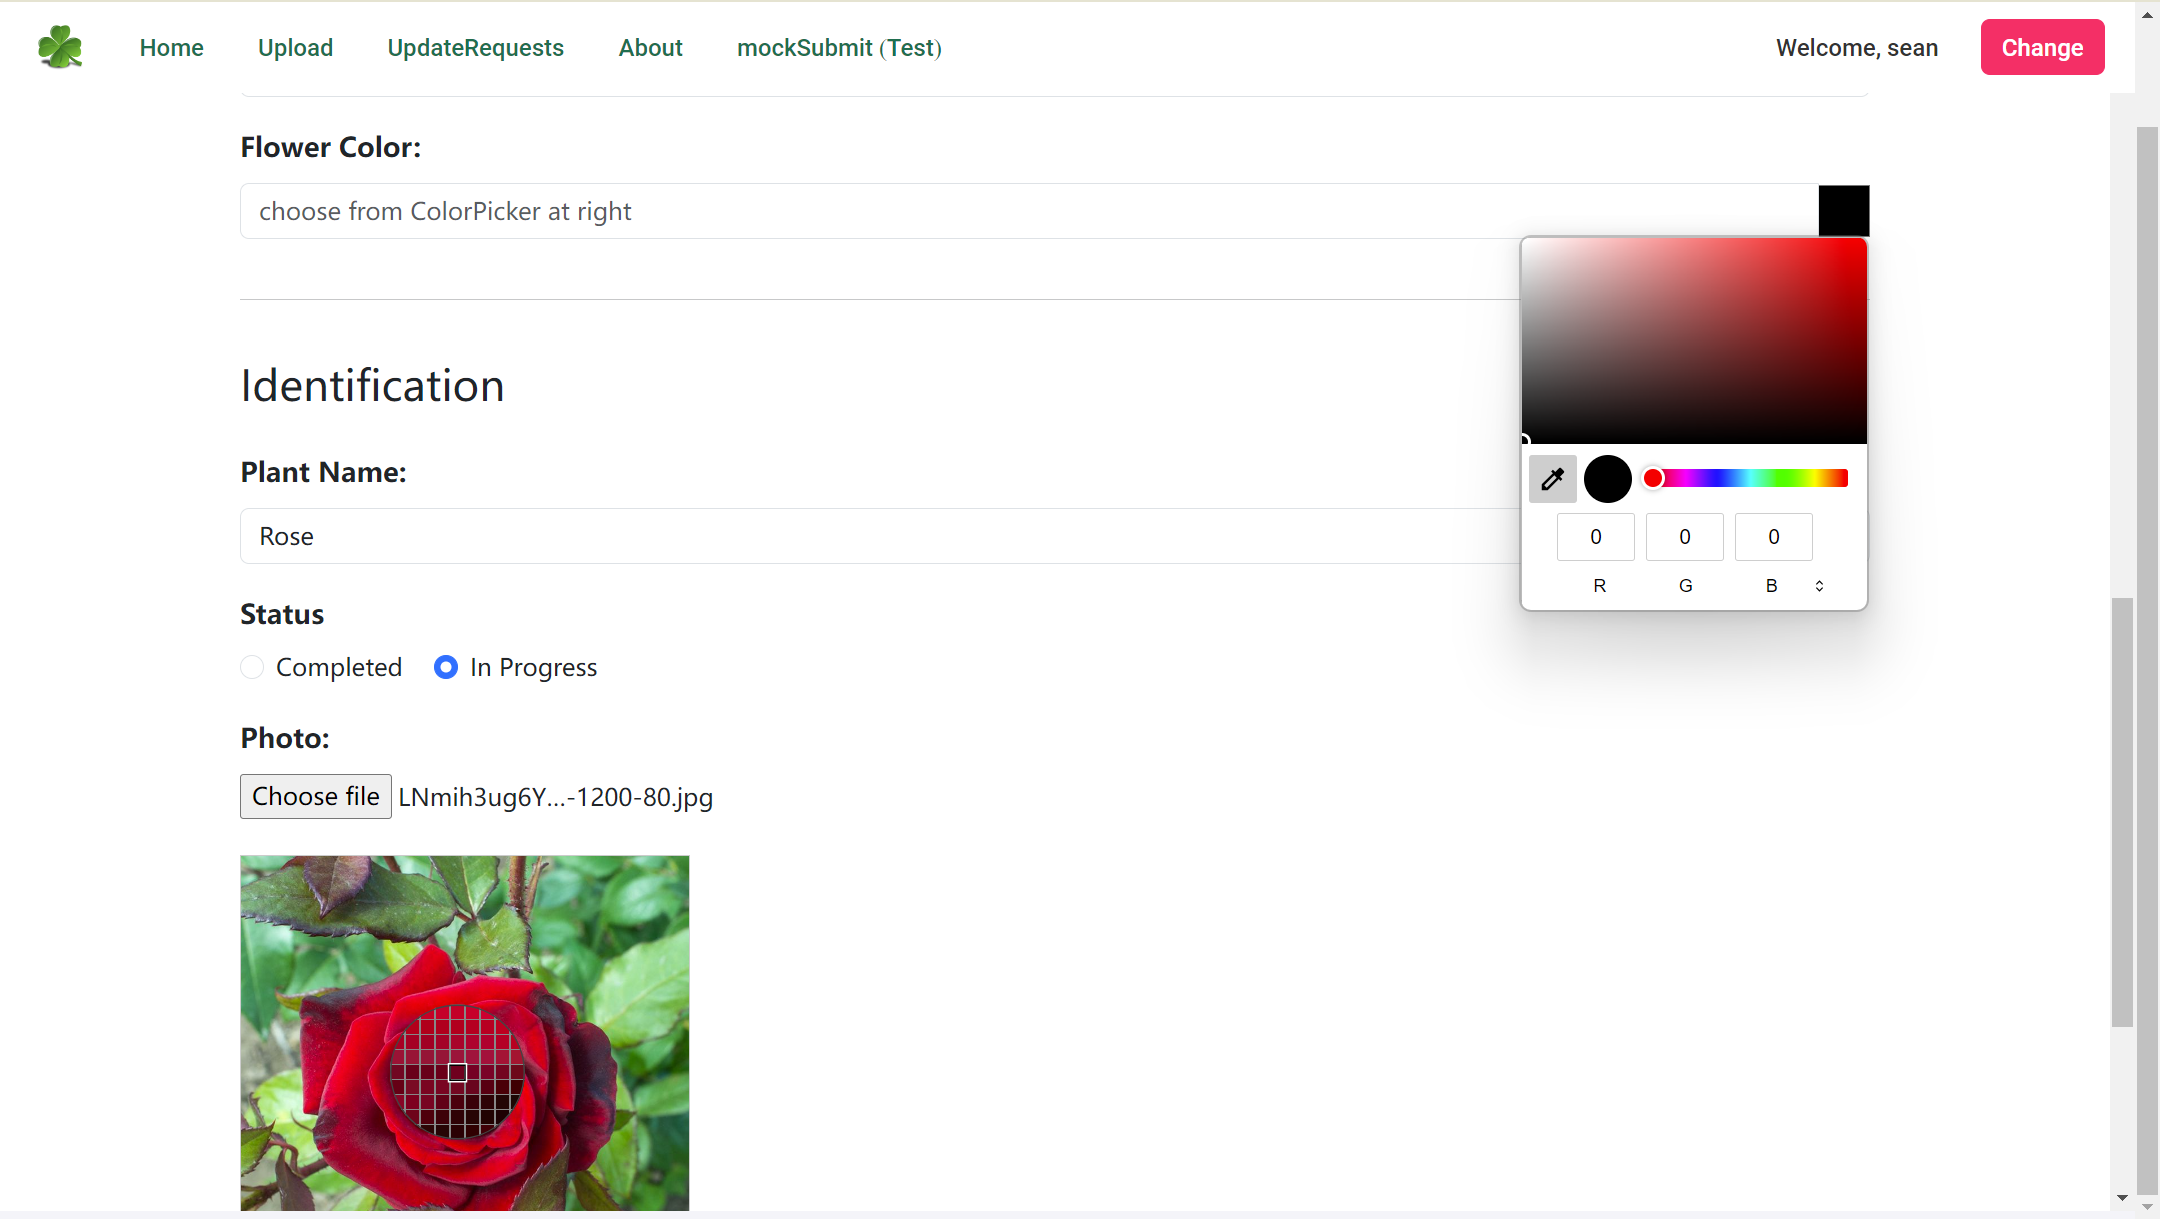 Home Upload UpdateRequests About mockSubmit (Test) Welcome, sean Change
Flower Color:
choose from ColorPicker at right
Identification
Plant Name:
Rose
0 0 0
R G B
Status
Completed In Progress
Photo:
Choose file LNmih3ug6Y...-1200-80.jpg